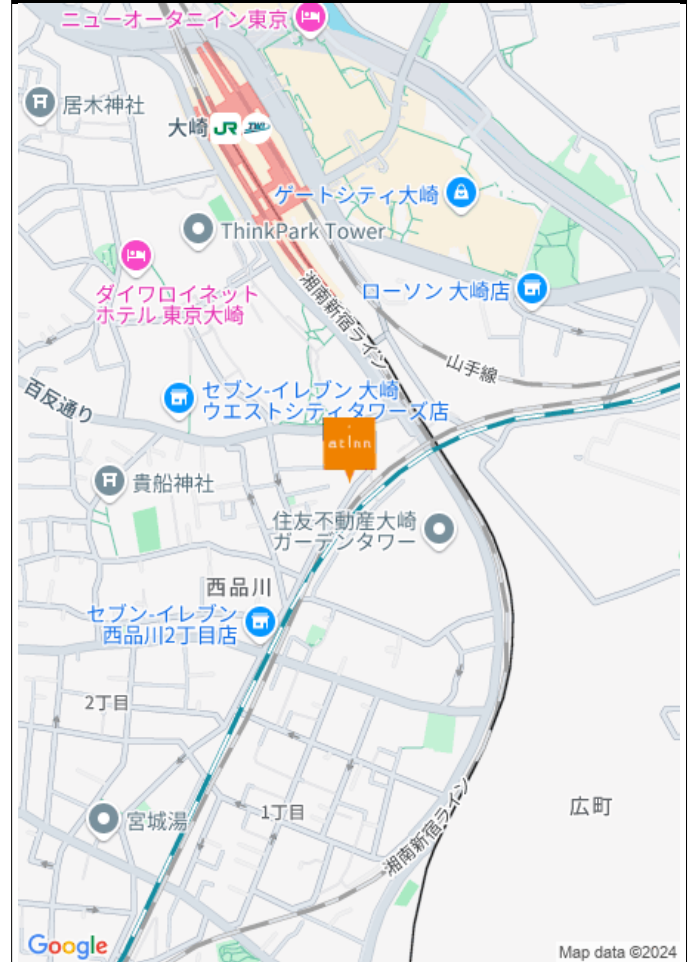 ニューオータニイン東京
居木神社
大崎
JR
TWR
ゲートシティ大崎
ThinkPark Tower
ダイワロイネット
ホテル 東京大崎
ローソン 大崎店
湘南新宿ライン
山手線
百反通り
セブン-イレブン 大崎
ウエストシティタワーズ店
at Inn
貴船神社
住友不動産大崎
ガーデンタワー
西品川
セブン-イレブン
西品川2丁目店
2丁目
宮城湯
1丁目
広町
湘南新宿ライン
Google
Map data ©2024